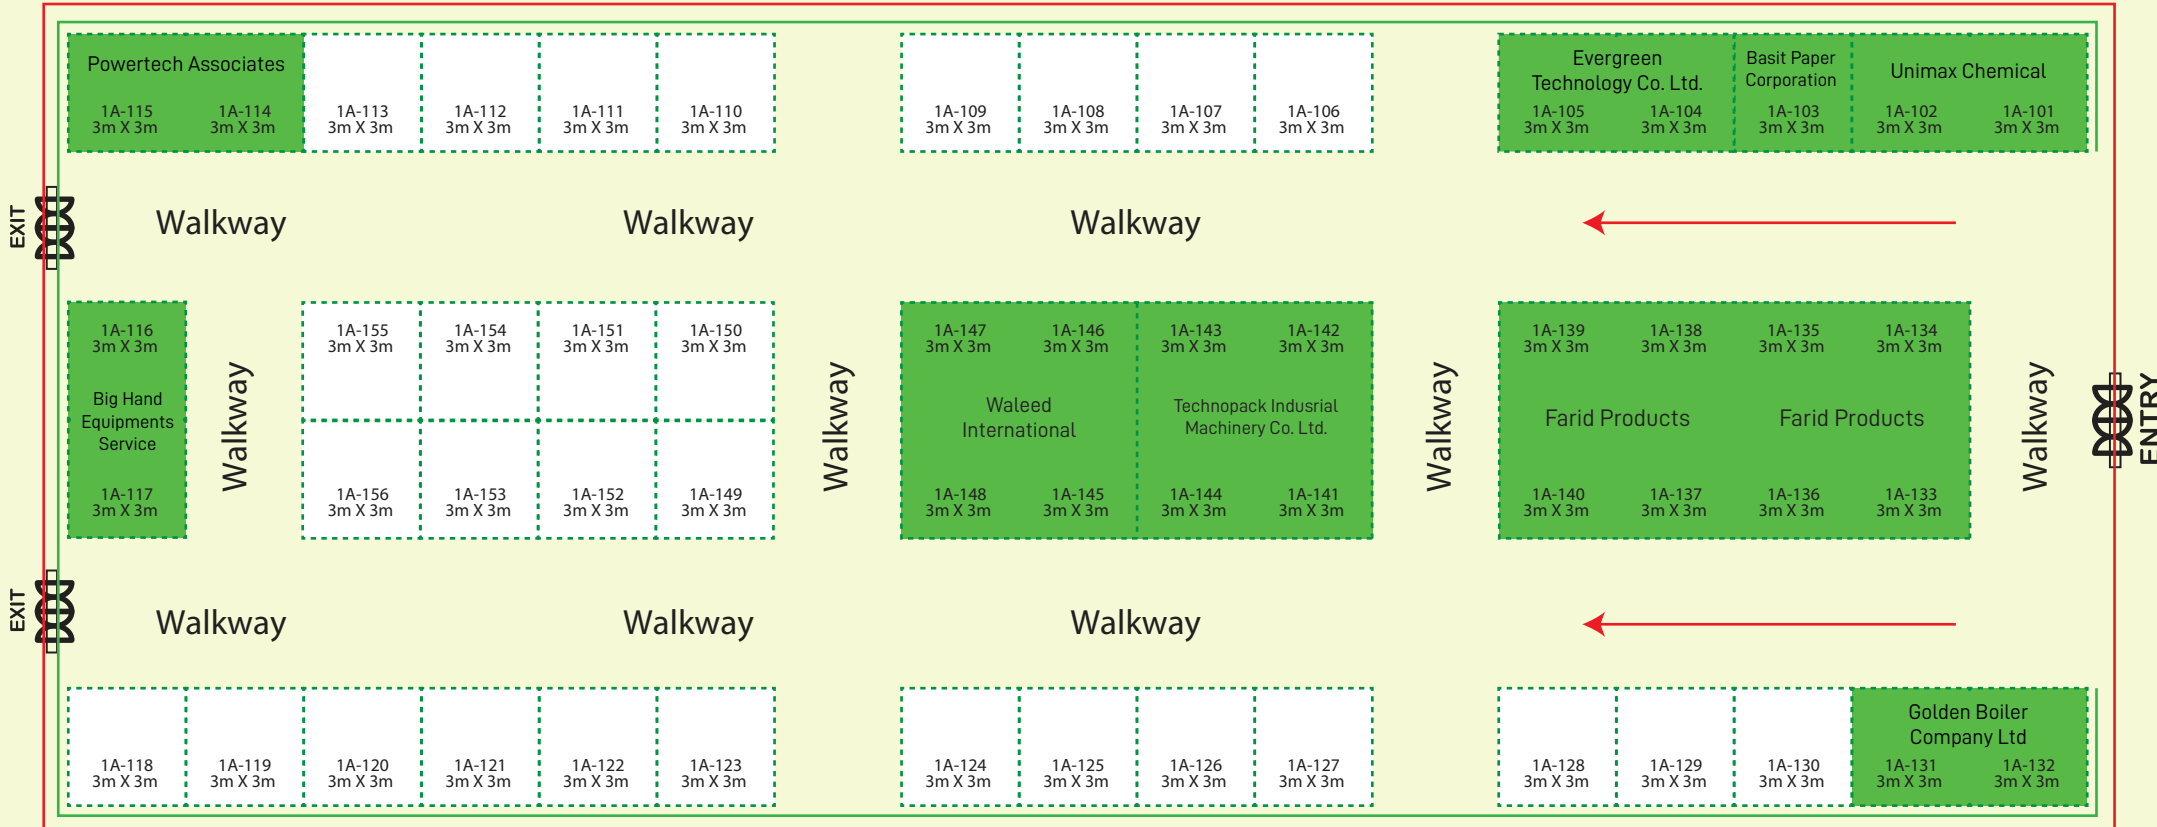 Powertech Associates
1A-115 1A-114 1A-113 1A-112 1A-111 1A-110
3m X 3m 3m X 3m 3m X 3m 3m X 3m 3m X 3m 3m X 3m
1A-109 1A-108 1A-107 1A-106
3m X 3m 3m X 3m 3m X 3m 3m X 3m
Evergreen
Technology Co. Ltd.
Basit Paper
Corporation
Unimax Chemical
1A-105 1A-104 1A-103 1A-102 1A-101
3m X 3m 3m X 3m 3m X 3m 3m X 3m 3m X 3m
EXIT
Walkway Walkway Walkway
1A-116
3m X 3m
Big Hand
Equipments
Service
1A-117
3m X 3m
Walkway
1A-155 1A-154 1A-151 1A-150
3m X 3m 3m X 3m 3m X 3m 3m X 3m
1A-156 1A-153 1A-152 1A-149
3m X 3m 3m X 3m 3m X 3m 3m X 3m
Walkway
1A-147 1A-146 1A-143 1A-142
3m X 3m 3m X 3m 3m X 3m 3m X 3m
Waleed
International
Technopack Indusrial
Machinery Co. Ltd.
1A-148 1A-145 1A-144 1A-141
3m X 3m 3m X 3m 3m X 3m 3m X 3m
Walkway
1A-139 1A-138 1A-135 1A-134
3m X 3m 3m X 3m 3m X 3m 3m X 3m
Farid Products Farid Products
1A-140 1A-137 1A-136 1A-133
3m X 3m 3m X 3m 3m X 3m 3m X 3m
Walkway
ENTRY
EXIT
Walkway Walkway Walkway
1A-118 1A-119 1A-120 1A-121 1A-122 1A-123
3m X 3m 3m X 3m 3m X 3m 3m X 3m 3m X 3m 3m X 3m
1A-124 1A-125 1A-126 1A-127
3m X 3m 3m X 3m 3m X 3m 3m X 3m
Golden Boiler
Company Ltd
1A-128 1A-129 1A-130 1A-131 1A-132
3m X 3m 3m X 3m 3m X 3m 3m X 3m 3m X 3m